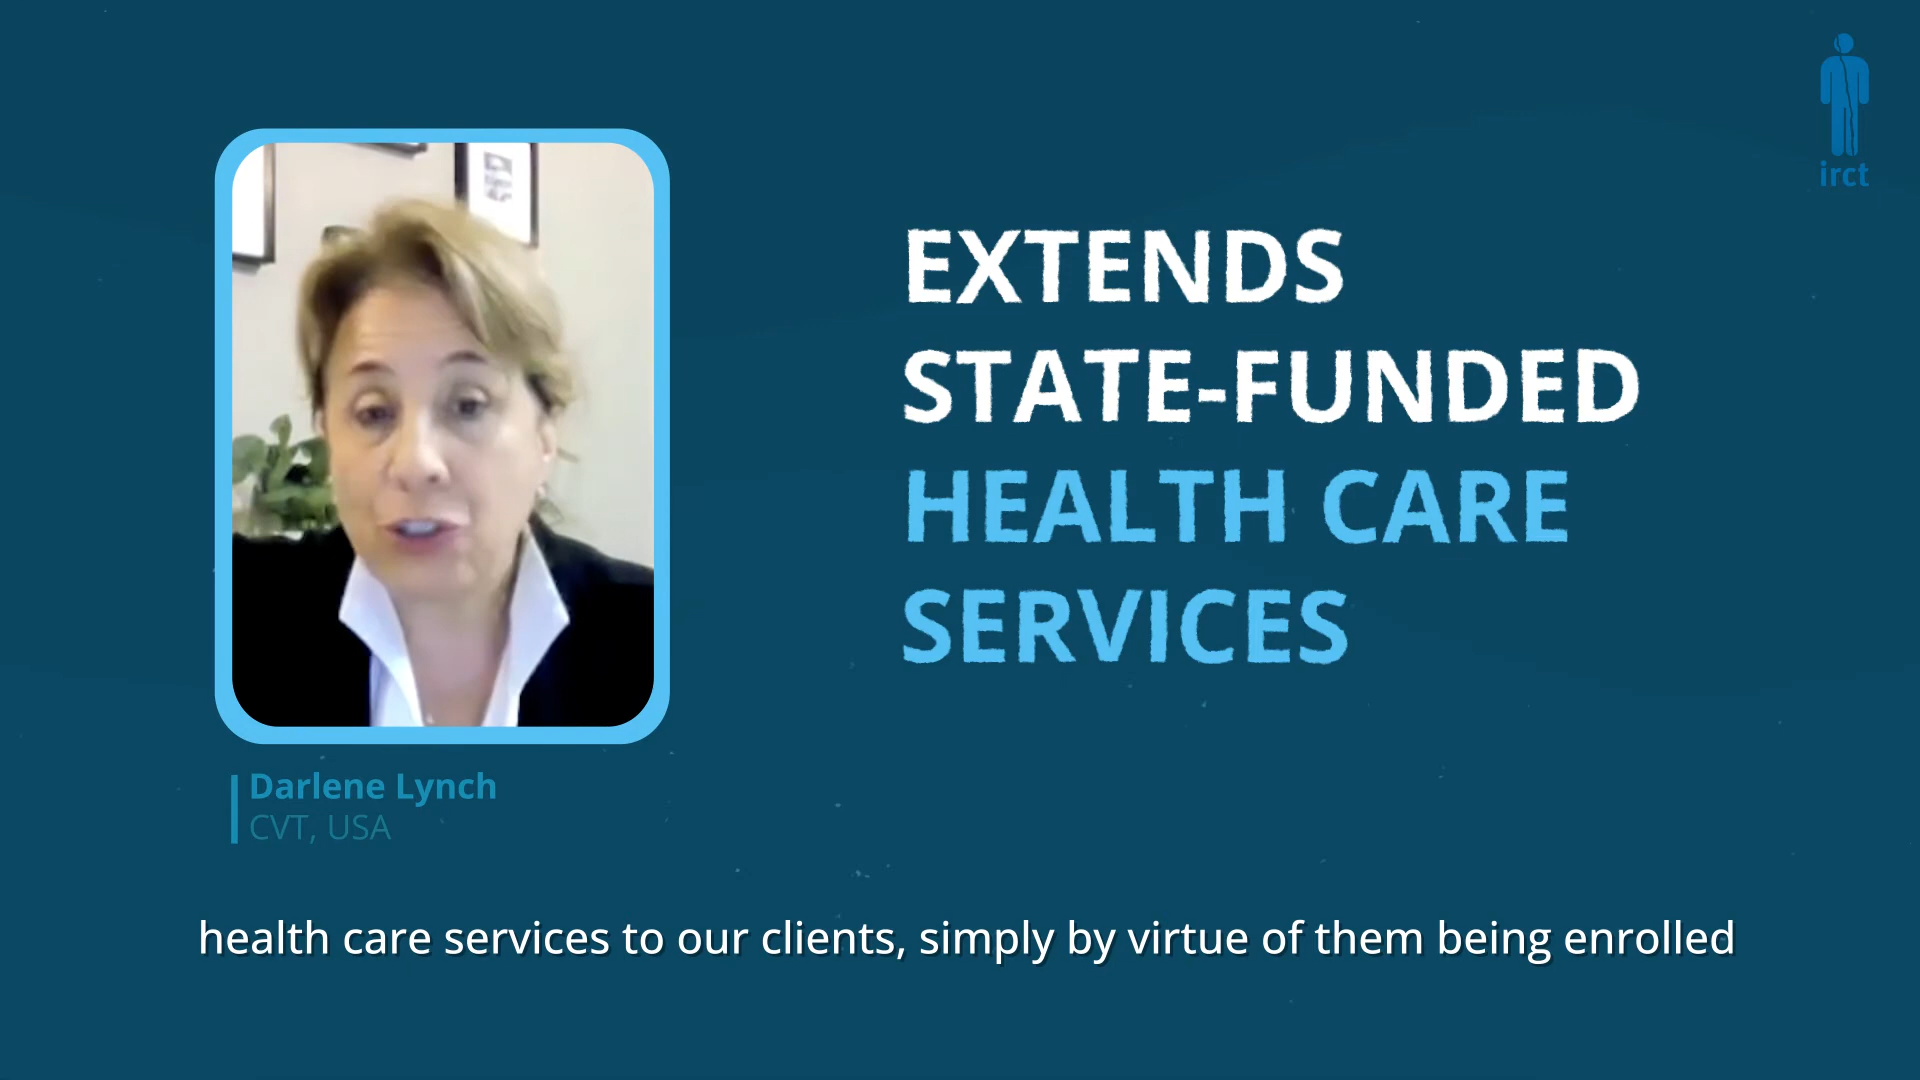 irct
EXTENDS
STATE-FUNDED
HEALTH CARE
SERVICES
Darlene Lynch
CVT, USA
health care services to our clients, simply by virtue of them being enrolled